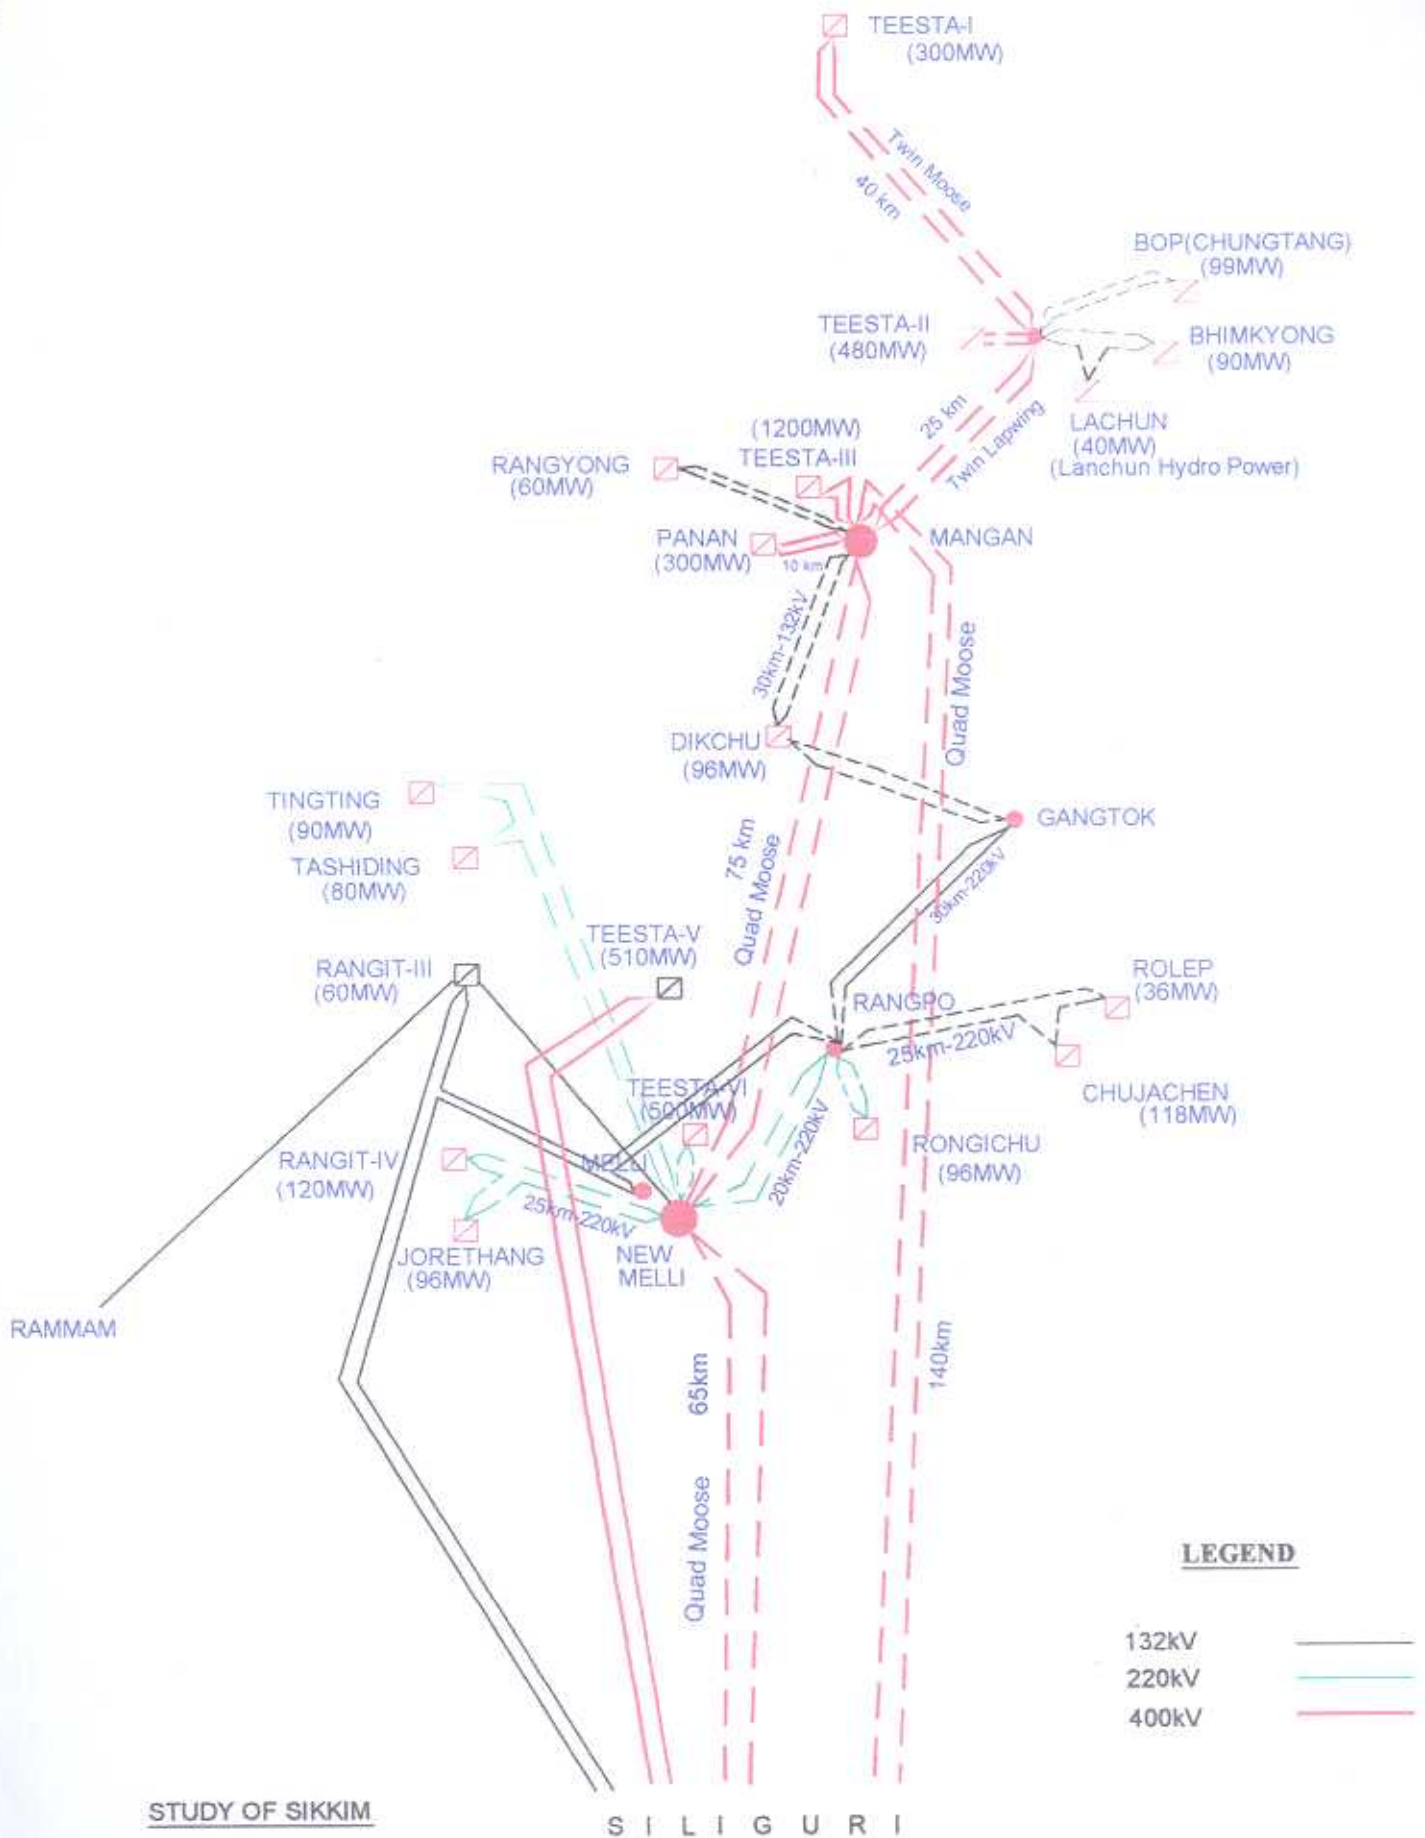 TEESTA-I
(300MW)
Twin Moose
40 km
BOP(CHUNGTANG)
(99MW)
TEESTA-II
(480MW)
BHIMKYONG
(90MW)
25 km
Twin Lapwing
LACHUN
(40MW)
(Lanchun Hydro Power)
(1200MW)
TEESTA-III
RANGYONG
(60MW)
PANAN
(300MW)
10 km
MANGAN
30km-132kV
Quad Moose
DIKCHU
(96MW)
TINGTING
(90MW)
TASHIDING
(80MW)
GANGTOK
75 km
Quad Moose
30km-220kV
TEESTA-V
(510MW)
RANGIT-III
(60MW)
ROLEP
(36MW)
RANGPO
25km-220kV
TEESTA-VI
(500MW)
CHUJACHEN
(118MW)
RONGICHU
(96MW)
20km-220kV
RANGIT-IV
(120MW)
MELLI
25km-220kV
JORETHANG
(96MW)
NEW
MELLI
RAMMAM
65km
Quad Moose
140km
LEGEND
132kV
220kV
400kV
STUDY OF SIKKIM
SILIGURI